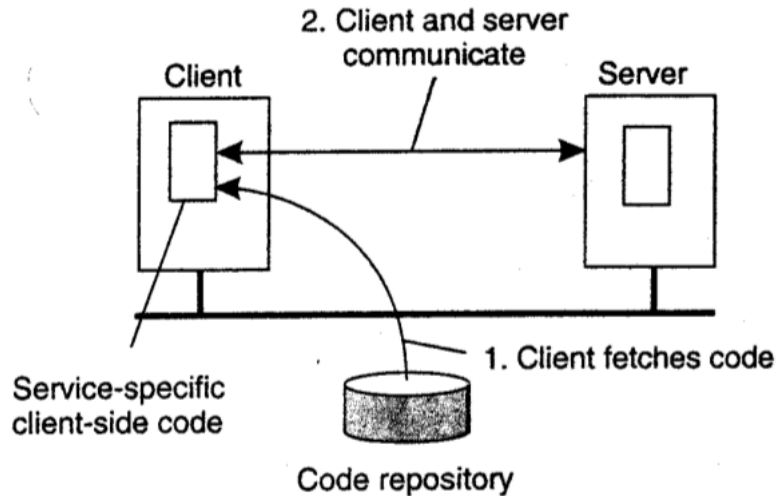 2. Client and server
communicate
Client
Server
1. Client fetches code
Service-specific
client-side code
Code repository